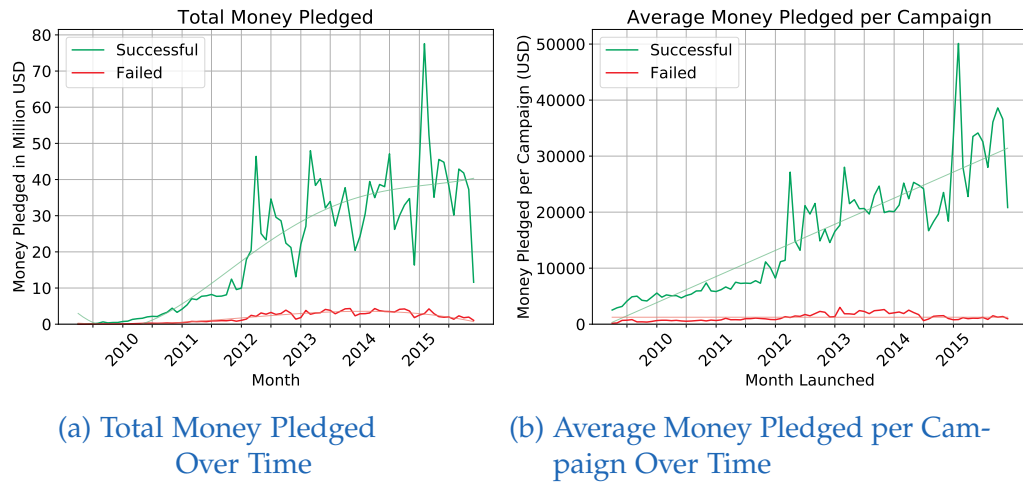 Total Money Pledged
80
70
60
50
40
30
20
10
0
Money Pledged in Million USD
Successful
Failed
2010
2011
2012
2013
2014
2015
Month
Average Money Pledged per Campaign
50000
40000
30000
20000
10000
0
Money Pledged per Campaign (USD)
Successful
Failed
2010
2011
2012
2013
2014
2015
Month Launched
(a) Total Money Pledged
Over Time
(b) Average Money Pledged per Cam-
paign Over Time